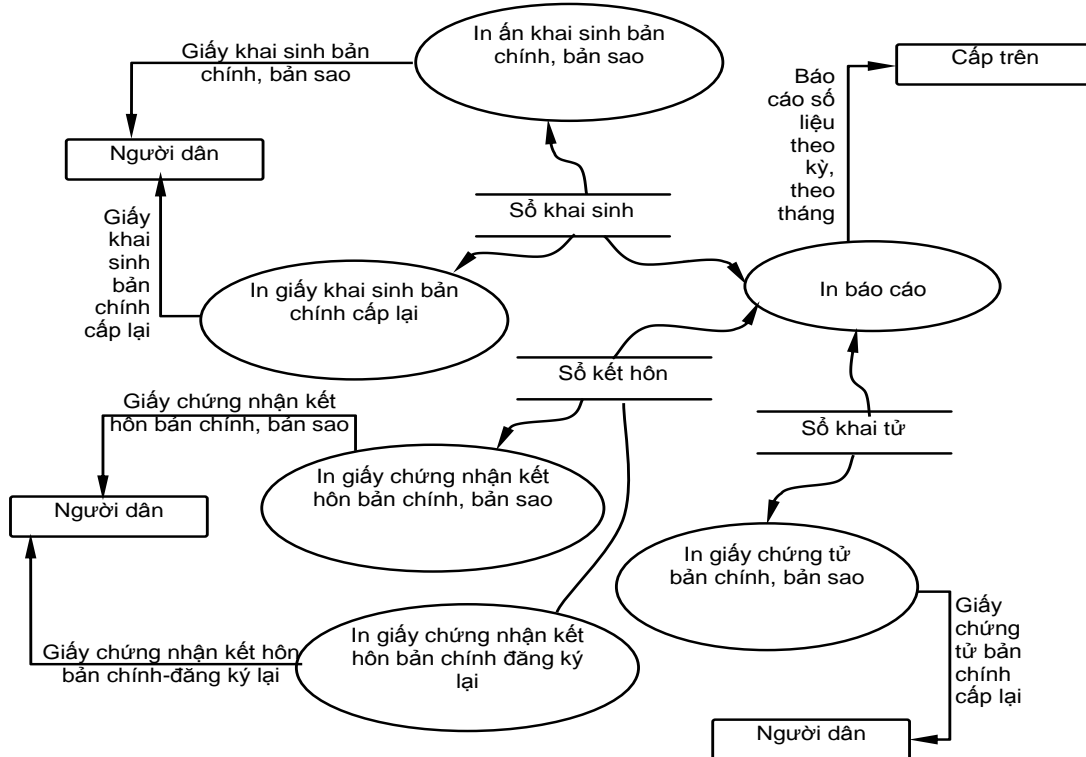 In ấn khai sinh bản
chính, bản sao
Giấy khai sinh bản
chính, bản sao
Cấp trên
Báo
cáo số
liệu
theo
kỳ,
theo
tháng
Người dân
Sổ khai sinh
Giấy
khai
sinh
bản
chính
cấp lại
In giấy khai sinh bản
chính cấp lại
In báo cáo
Sổ kết hôn
Giấy chứng nhận kết
hôn bản chính, bản sao
Sổ khai tử
In giấy chứng nhận kết
hôn bản chính, bản sao
Người dân
In giấy chứng tử
bản chính, bản sao
Giấy
chứng
tử bản
chính
cấp lại
In giấy chứng nhận kết
hôn bản chính đăng ký
lại
Giấy chứng nhận kết hôn
bản chính-đăng ký lại
Người dân